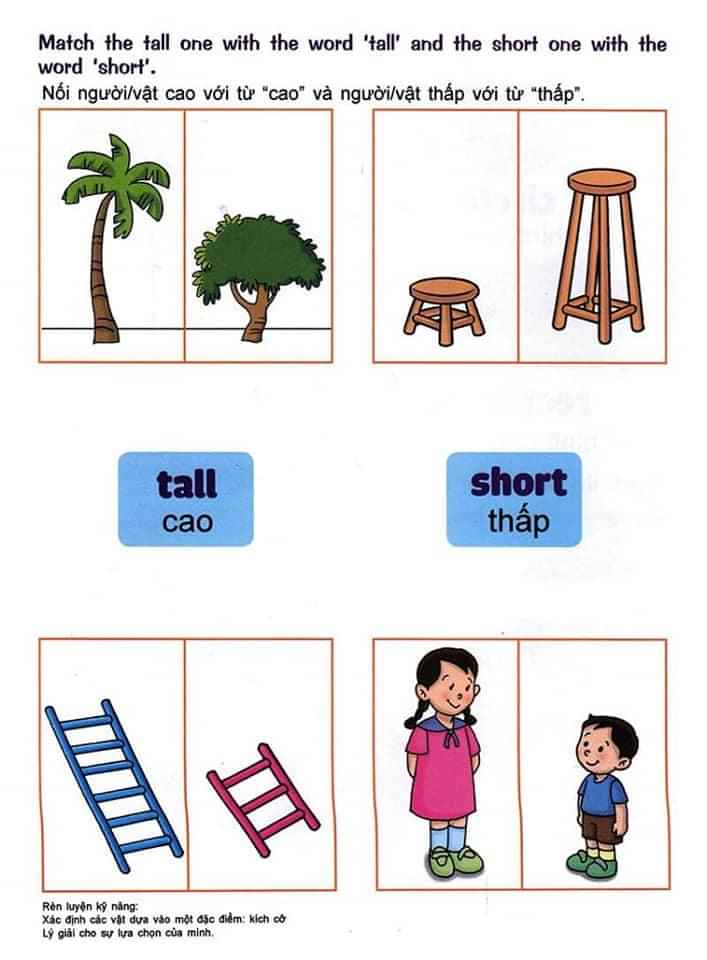 Match the tall one with the word 'tall' and the short one with the
word 'short'.
Nối người/vật cao với từ “cao” và người/vật thấp với từ “thấp”.
tall
cao
short
thấp
Rèn luyện kỹ năng:
Xác định các vật dựa vào một đặc điểm: kích cỡ
Lý giải cho sự lựa chọn của mình.